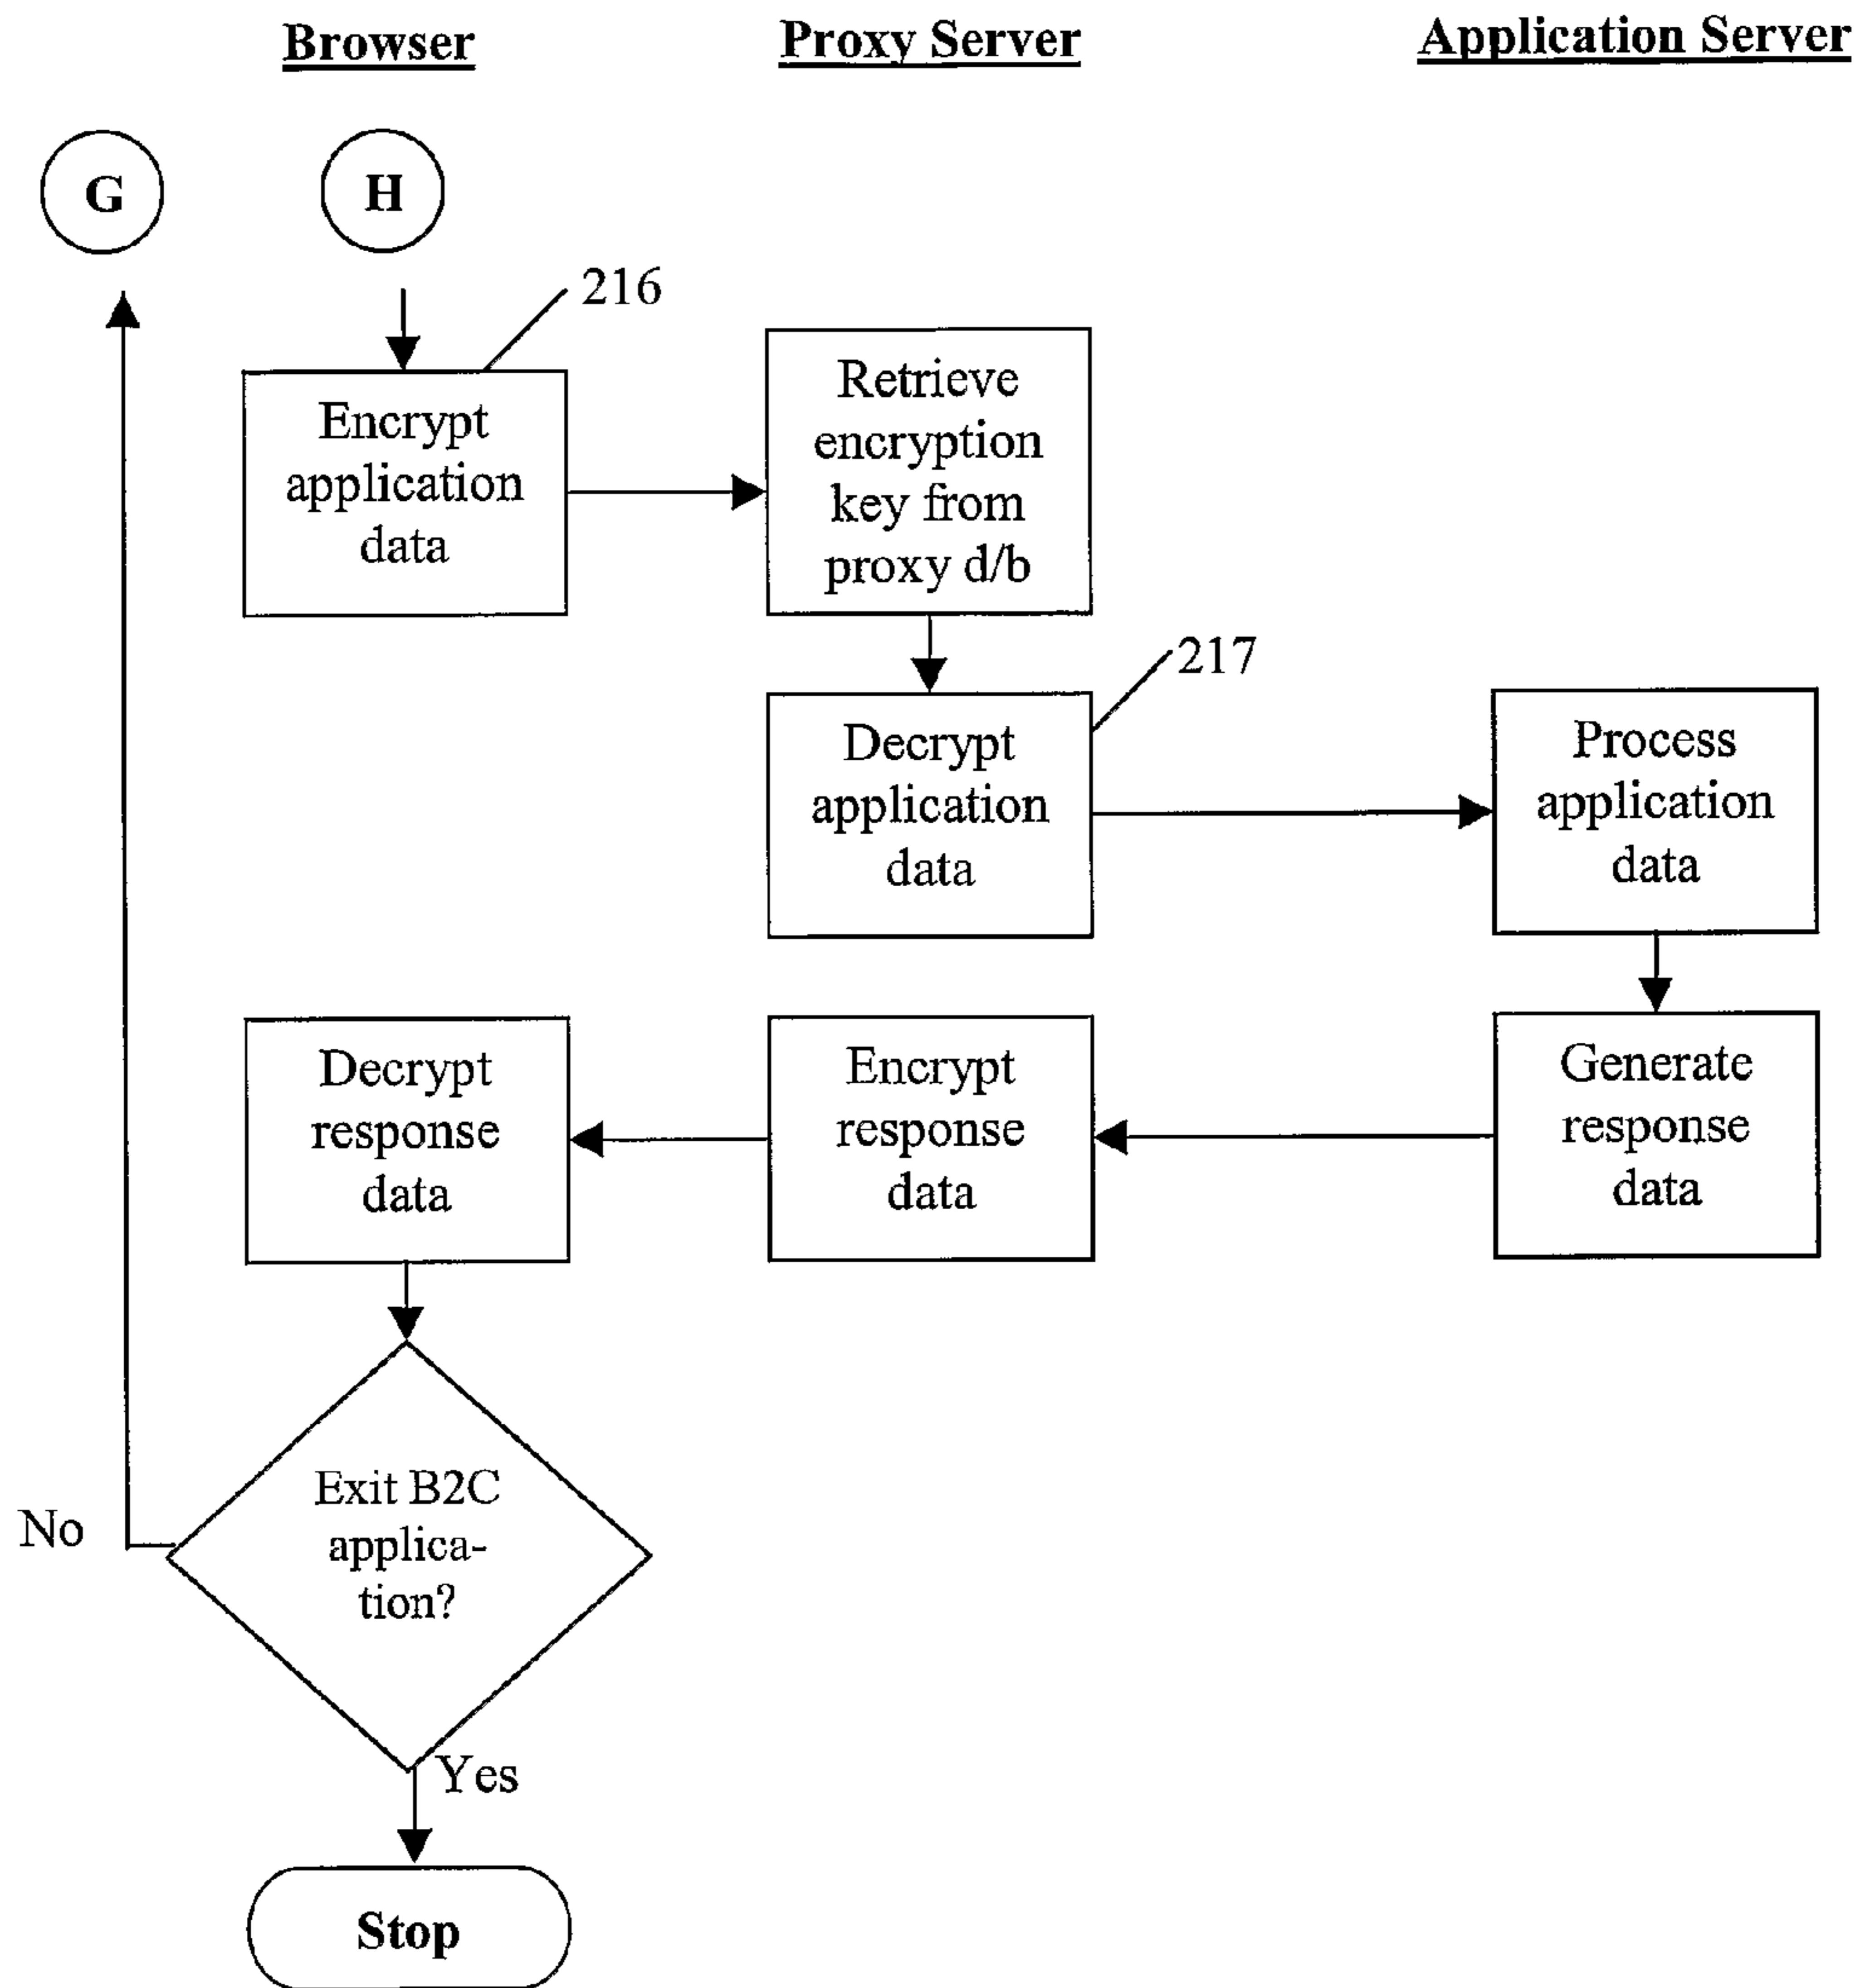 Browser
Proxy Server
Application Server
G
H
216
Encrypt
application
data
Retrieve
encryption
key from
proxy d/b
217
Decrypt
application
data
Process
application
data
Decrypt
response
data
Encrypt
response
data
Generate
response
data
Exit B2C
applica-
tion?
No
Yes
Stop